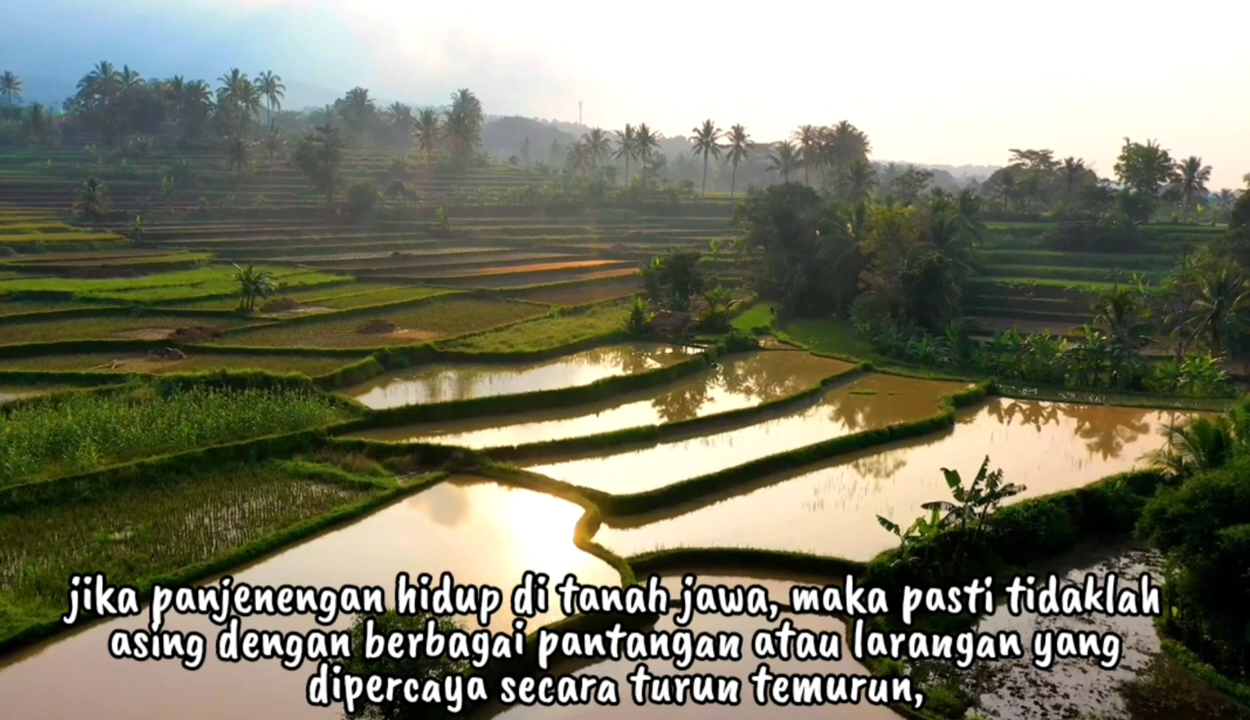 jika panjenengan hidup di tanah jawa, maka pasti tidaklah
asing dengan berbagai pantangan atau larangan yang
dipercaya secara turun temurun,